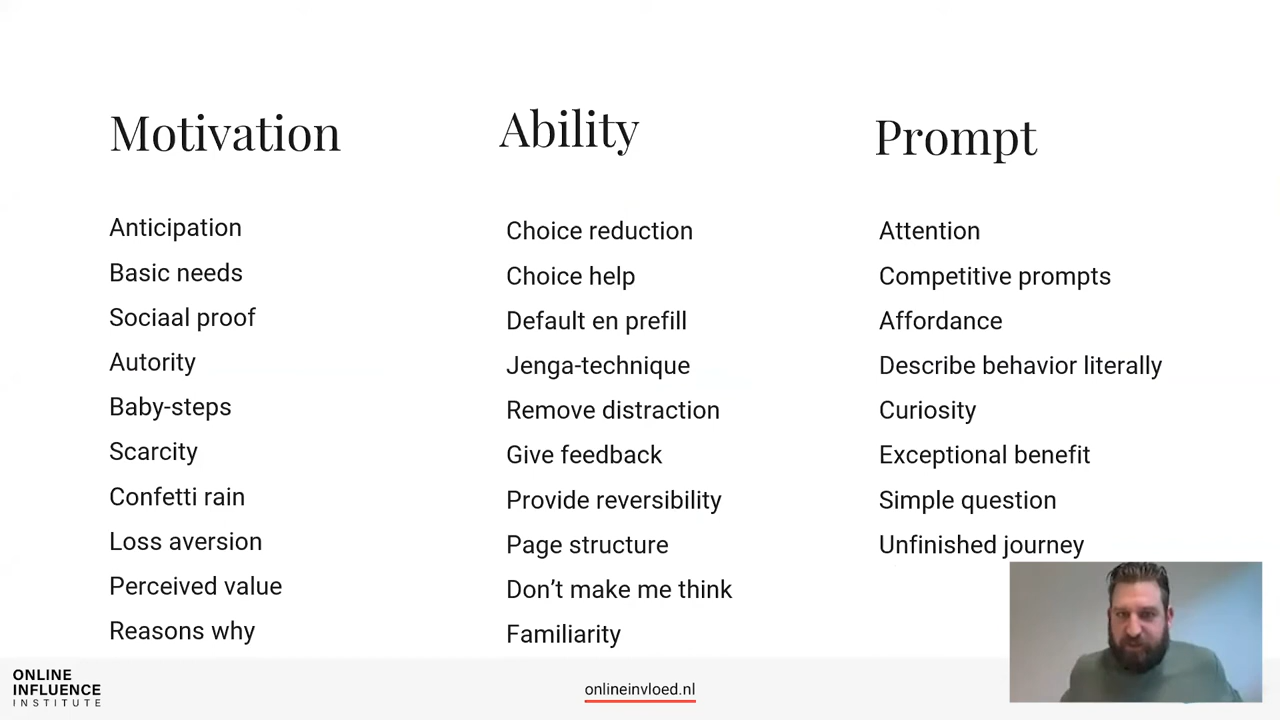 Motivation
Anticipation
Basic needs
Sociaal proof
Autority
Baby-steps
Scarcity
Confetti rain
Loss aversion
Perceived value
Reasons why
Ability
Choice reduction
Choice help
Default en prefill
Jenga-technique
Remove distraction
Give feedback
Provide reversibility
Page structure
Don’t make me think
Familiarity
Prompt
Attention
Competitive prompts
Affordance
Describe behavior literally
Curiosity
Exceptional benefit
Simple question
Unfinished journey
ONLINE
INFLUENCE
INSTITUTE
onlineinvloed.nl